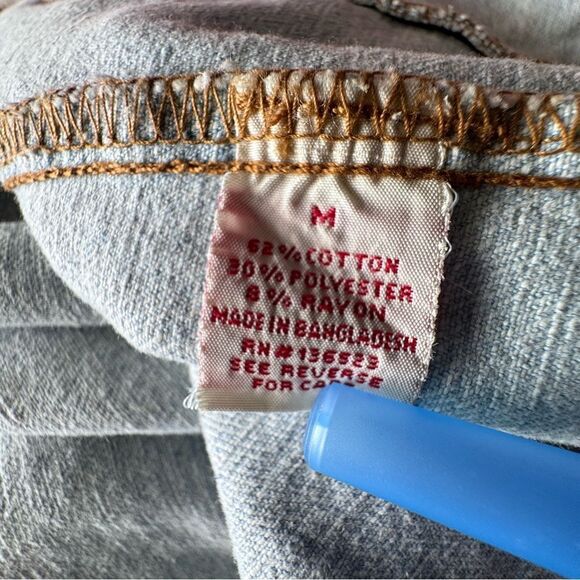 M
62% COTTON
30% POLYESTER
8% RAYON
MADE IN BANGLADESH
RN # 136523
SEE REVERSE
FOR CARE